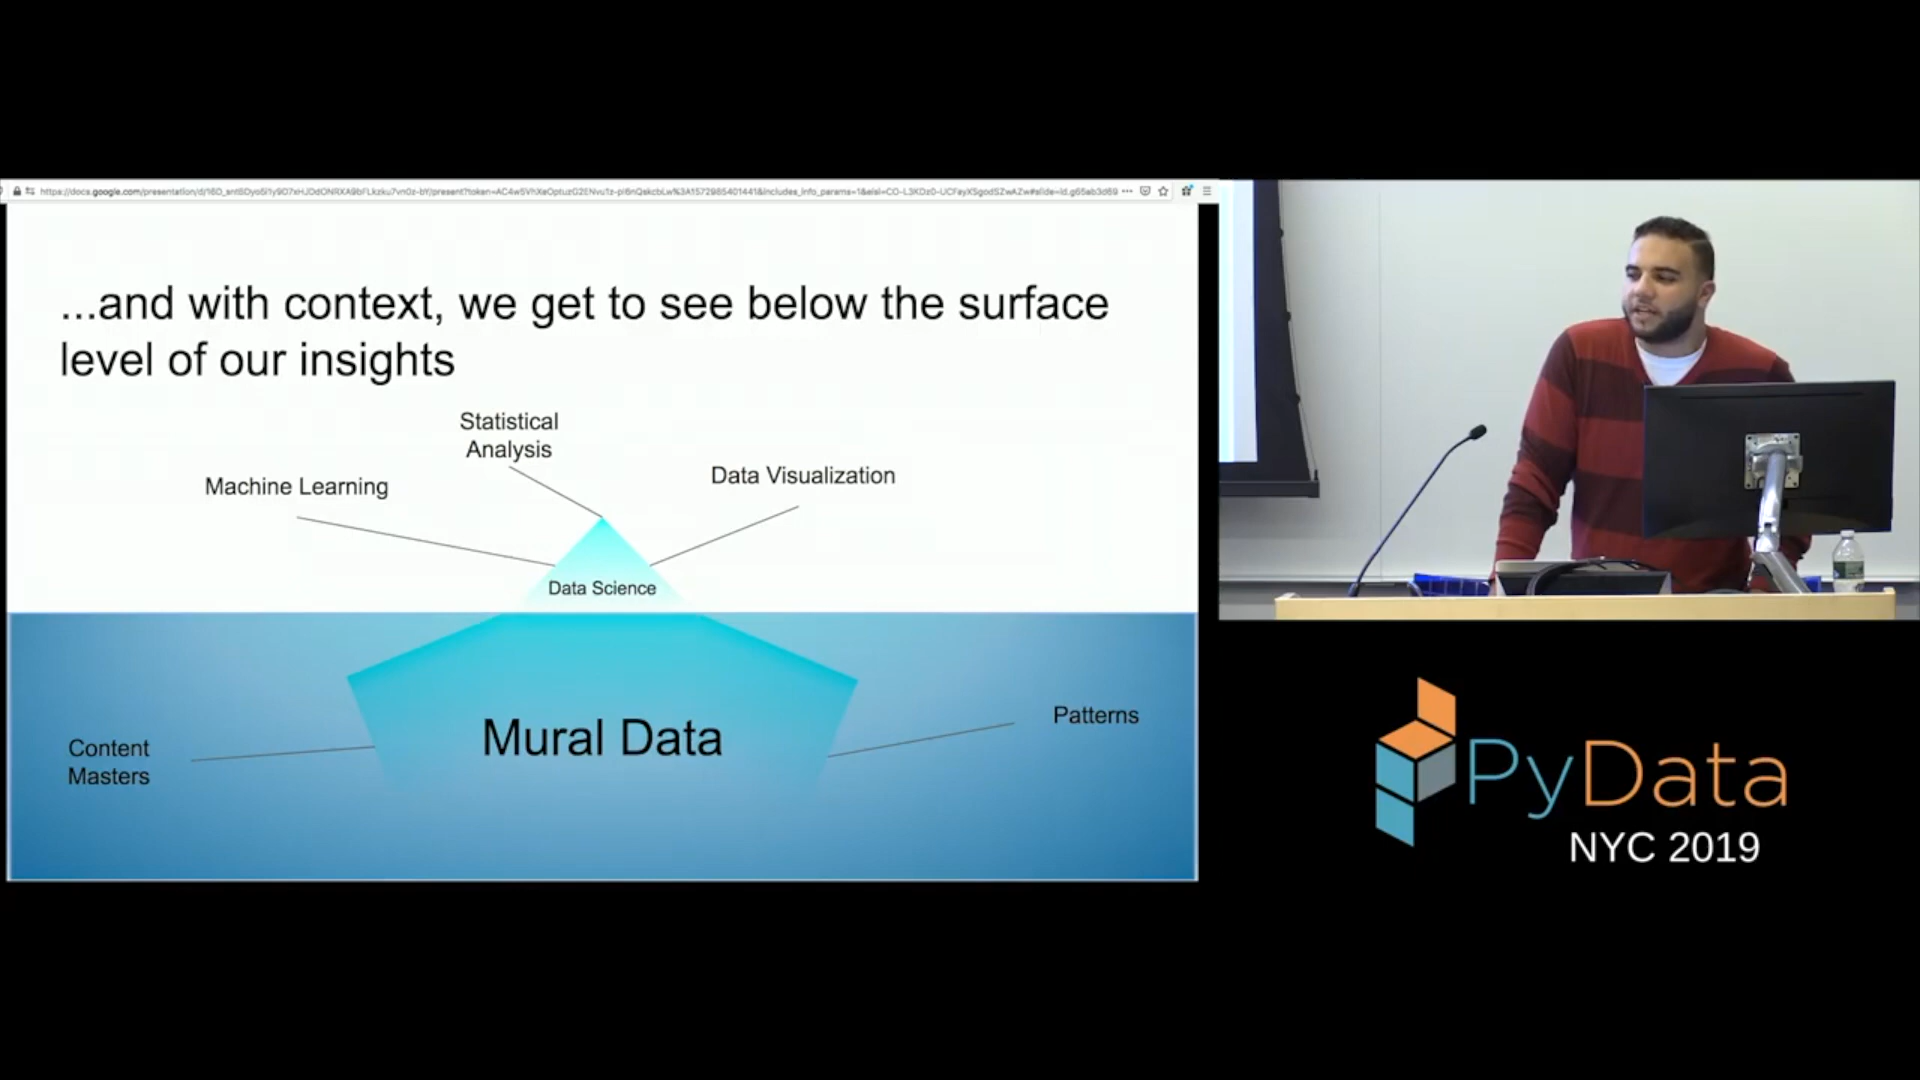 ...and with context, we get to see below the surface
level of our insights
Statistical
Analysis
Machine Learning
Data Visualization
Data Science
Mural Data
Content
Masters
Patterns
PyData
NYC 2019